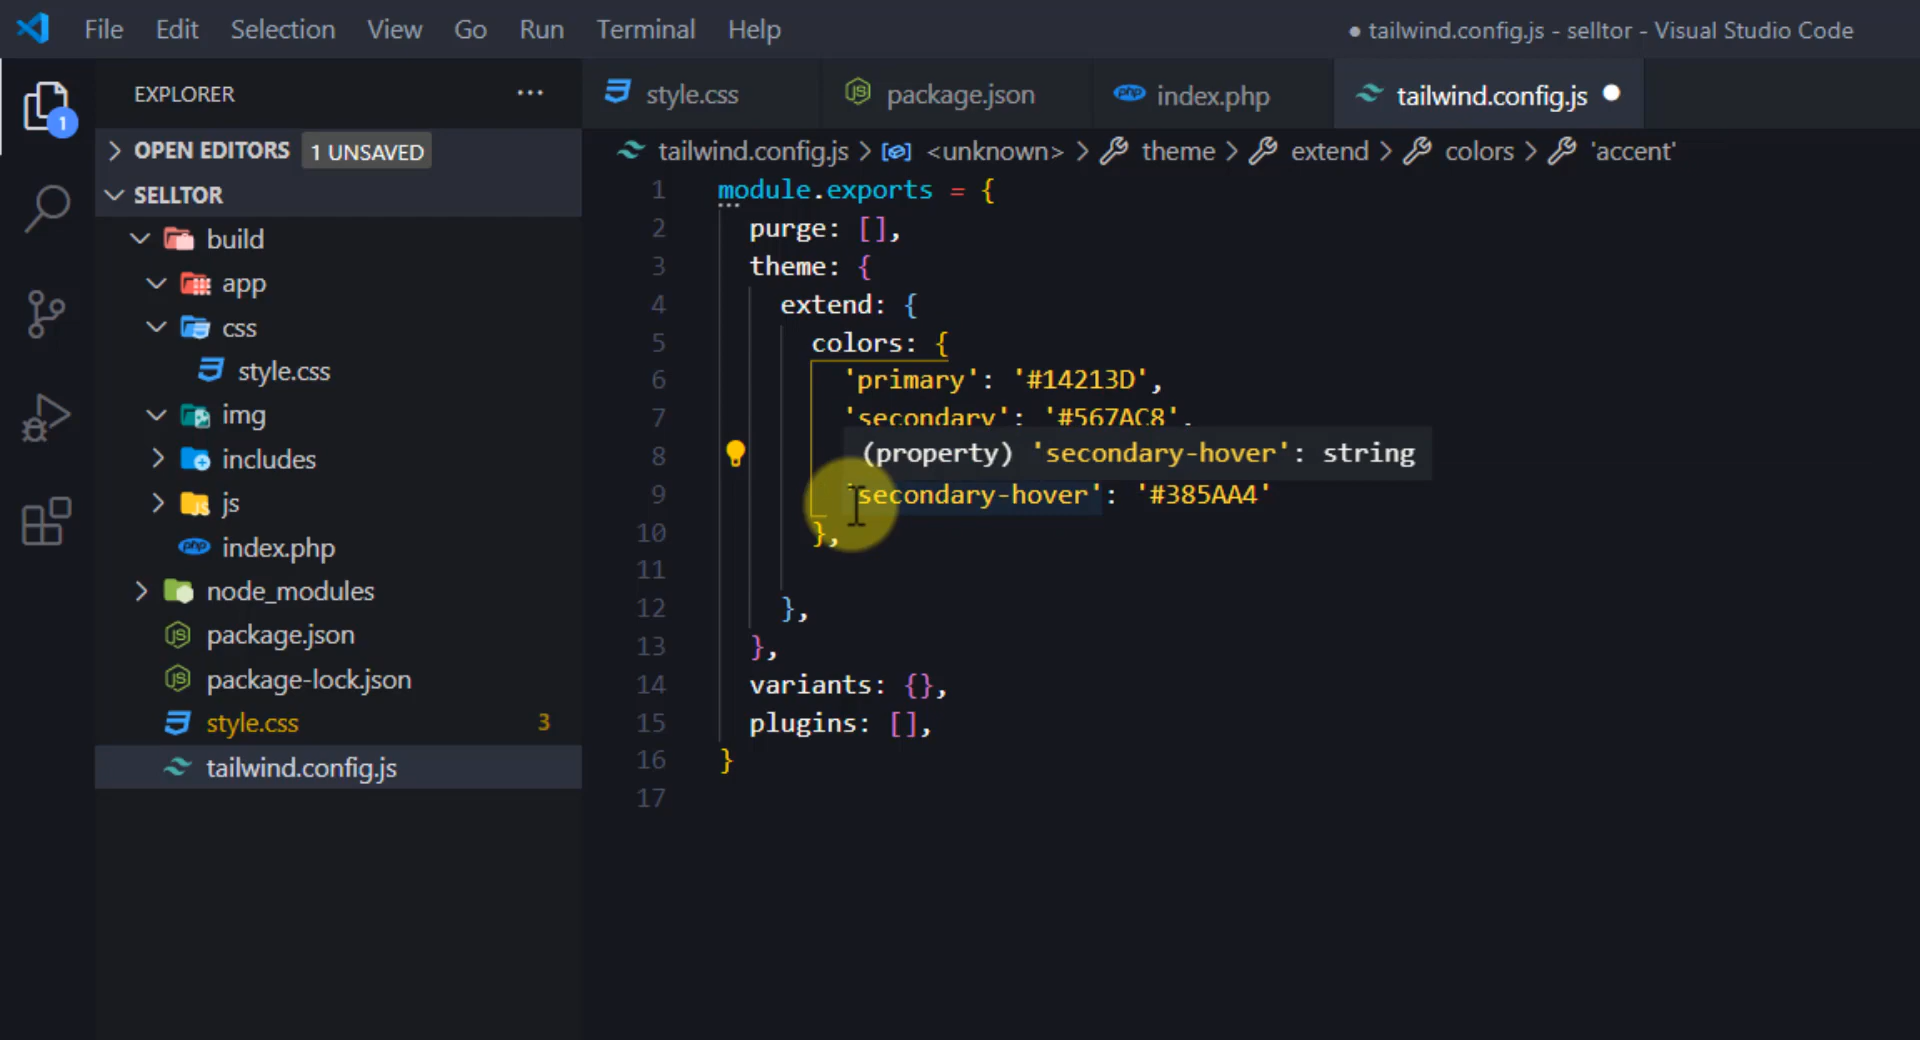 File Edit Selection View Go Run Terminal Help
● tailwind.config.js - selltor - Visual Studio Code
1
EXPLORER ...
OPEN EDITORS 1 UNSAVED
SELLTOR
build
app
css
style.css
img
includes
js
index.php
node_modules
package.json
package-lock.json
style.css 3
tailwind.config.js
style.css package.json index.php tailwind.config.js ●
tailwind.config.js > <unknown> > theme > extend > colors > 'accent'
1 module.exports = {
2 purge: [],
3 theme: {
4 extend: {
5 colors: {
6 'primary': '#14213D',
7 'secondary': '#567AC8',
8
(property) 'secondary-hover': string
9 'secondary-hover': '#385AA4'
10 },
11
12 },
13 },
14 variants: {},
15 plugins: [],
16 }
17